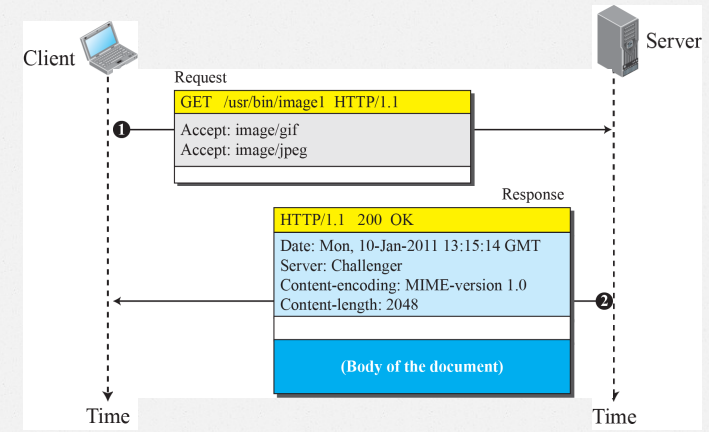 Client
Server
Request
GET /usr/bin/image1 HTTP/1.1
1
Accept: image/gif
Accept: image/jpeg
Response
HTTP/1.1 200 OK
Date: Mon, 10-Jan-2011 13:15:14 GMT
Server: Challenger
Content-encoding: MIME-version 1.0
Content-length: 2048
2
(Body of the document)
Time
Time